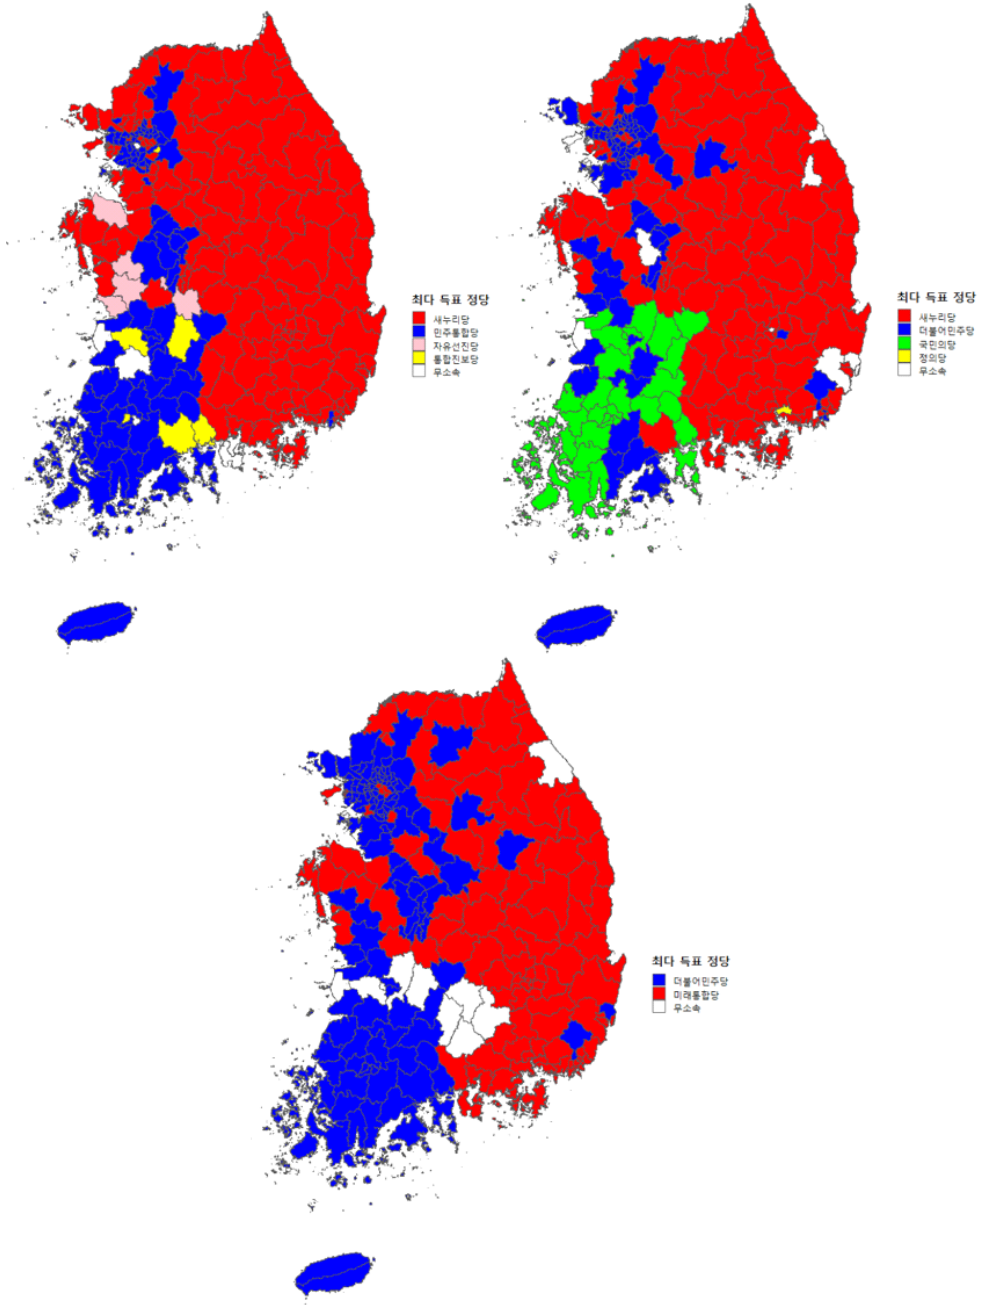 최다 득표 정당
새누리당
민주통합당
자유선진당
통합진보당
무소속
최다 득표 정당
새누리당
더불어민주당
국민의당
정의당
무소속
최다 득표 정당
더불어민주당
미래통합당
무소속